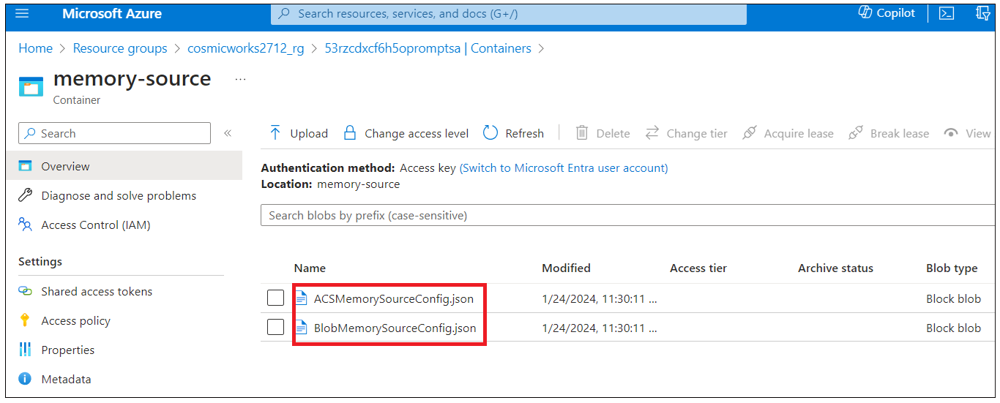 Microsoft Azure
Search resources, services, and docs (G+/)
Copilot
Home > Resource groups > cosmicworks2712_rg > 53rzcdxcf6h5opromptsa | Containers >
memory-source ...
Container
Search «
Upload Change access level Refresh Delete Change tier Acquire lease Break lease View
Overview
Diagnose and solve problems
Access Control (IAM)
Settings
Shared access tokens
Access policy
Properties
Metadata
Authentication method: Access key (Switch to Microsoft Entra user account)
Location: memory-source
Search blobs by prefix (case-sensitive)
Name Modified Access tier Archive status Blob type
ACSMemorySourceConfig.json 1/24/2024, 11:30:11 ... Block blob
BlobMemorySourceConfig.json 1/24/2024, 11:30:11 ... Block blob